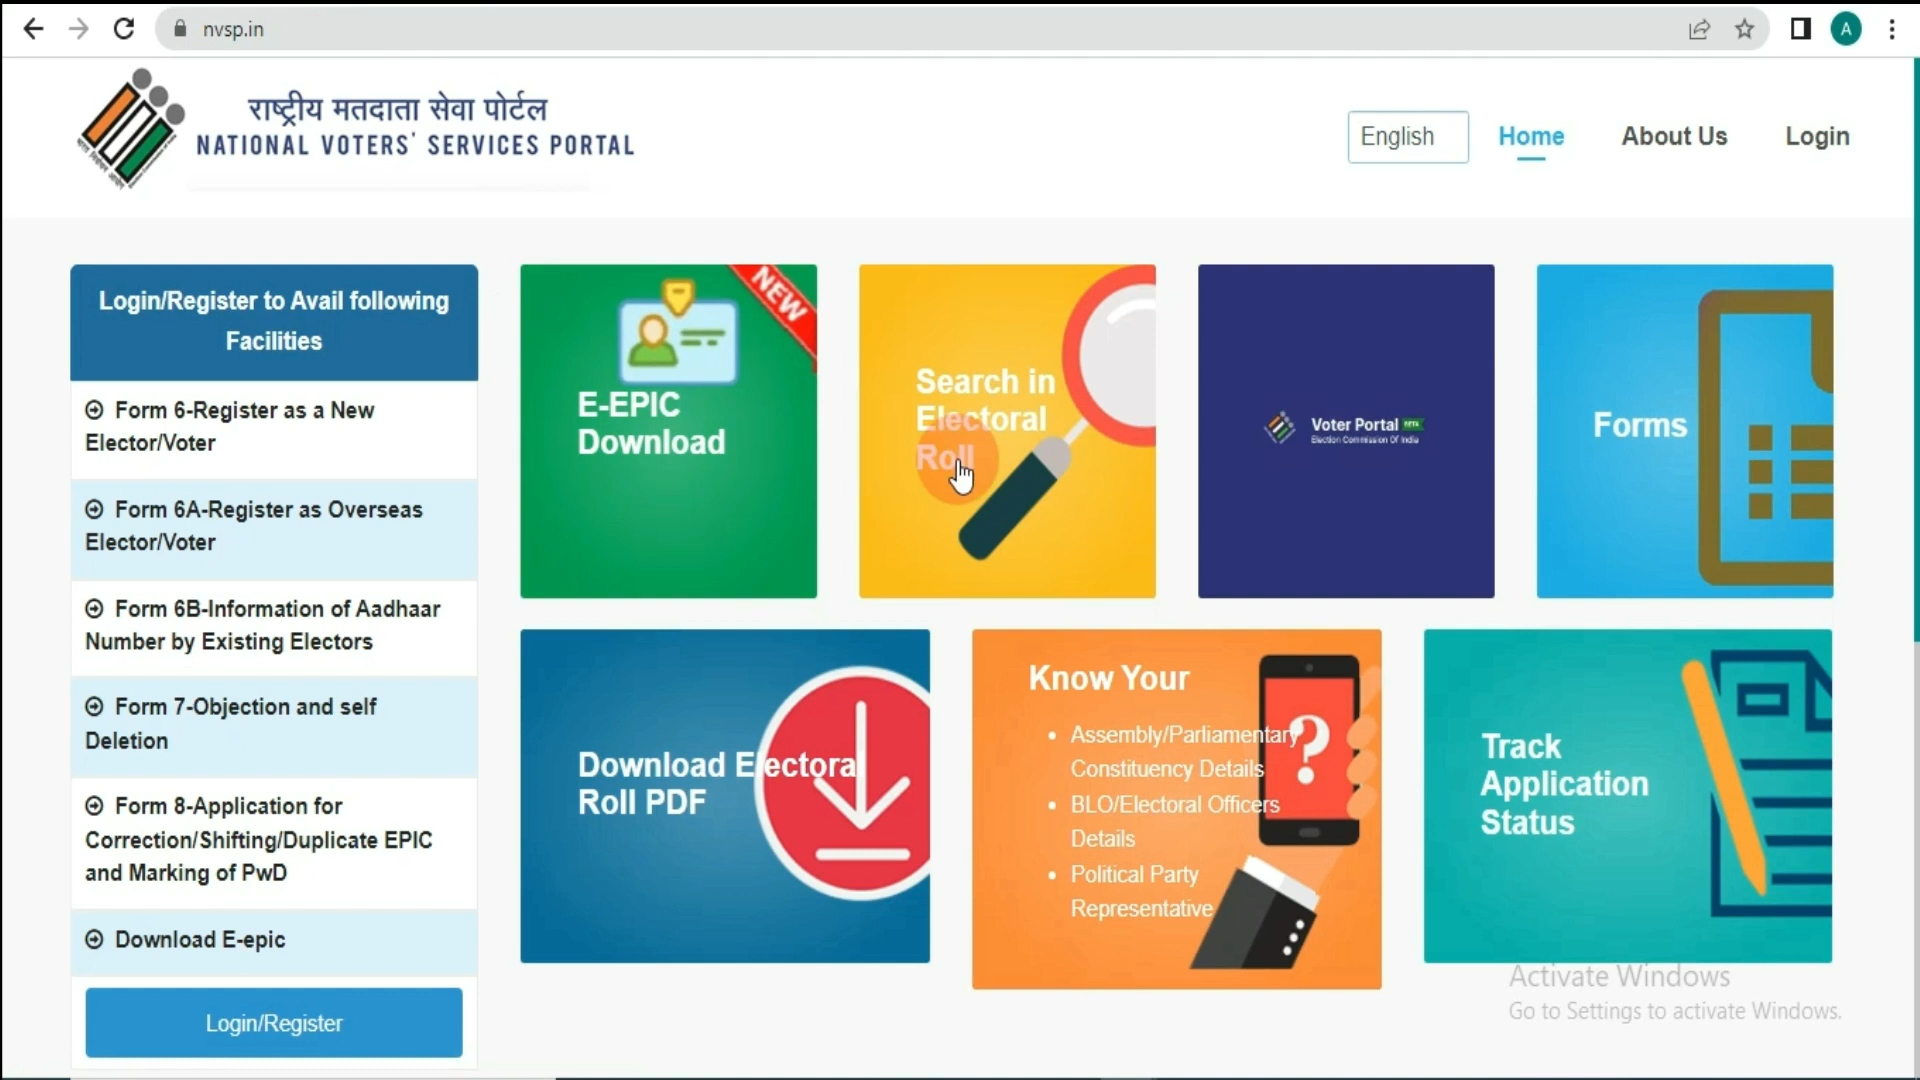 nvsp.in
A
राष्ट्रीय मतदाता सेवा पोर्टल
NATIONAL VOTERS' SERVICES PORTAL
English
Home
About Us
Login
Login/Register to Avail following
Facilities
Form 6-Register as a New
Elector/Voter
Form 6A-Register as Overseas
Elector/Voter
Form 6B-Information of Aadhaar
Number by Existing Electors
Form 7-Objection and self
Deletion
Form 8-Application for
Correction/Shifting/Duplicate EPIC
and Marking of PwD
Download E-epic
Login/Register
NEW
E-EPIC
Download
Search in
Electoral
Roll
Voter Portal BETA
Election Commission Of India
Forms
Download Electoral
Roll PDF
Know Your
• Assembly/Parliamentary
Constituency Details
• BLO/Electoral Officers
Details
• Political Party
Representative
?
Track
Application
Status
Activate Windows
Go to Settings to activate Windows.